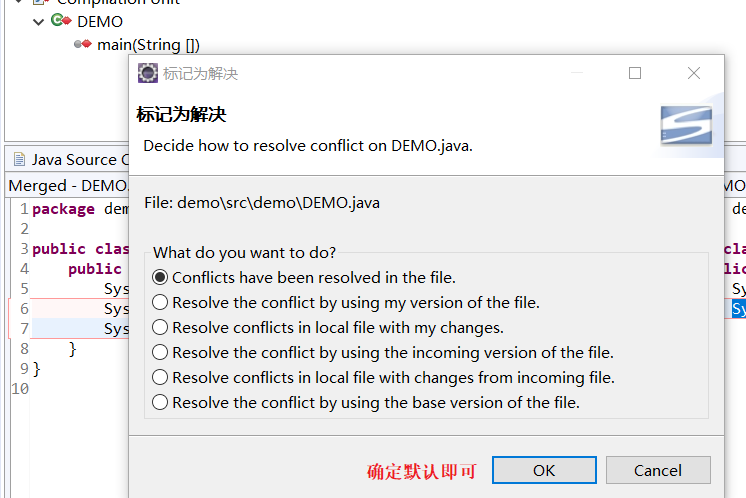 Compilation Unit
DEMO
main(String [])
标记为解决
标记为解决
Decide how to resolve conflict on DEMO.java.
Java Source C
Merged - DEMO.
MO
File: demo\src\demo\DEMO.java
1 package dem
de
2
3 public clas
cla
4 public
lic
5 Sys
Sy
6 Sys
Sy
7 Sys
8 }
9 }
10
What do you want to do?
Conflicts have been resolved in the file.
Resolve the conflict by using my version of the file.
Resolve conflicts in local file with my changes.
Resolve the conflict by using the incoming version of the file.
Resolve conflicts in local file with changes from incoming file.
Resolve the conflict by using the base version of the file.
确定默认即可
OK
Cancel